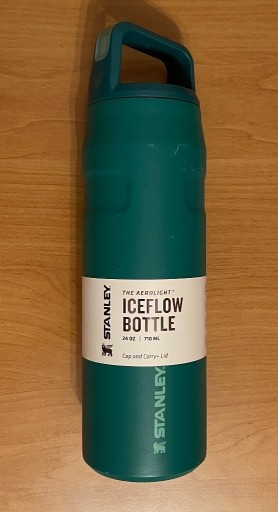 STANLEY
THE AEROLIGHT™
ICEFLOW
BOTTLE
24 OZ | 710 ML
Cap and Carry+ Lid
STANLEY